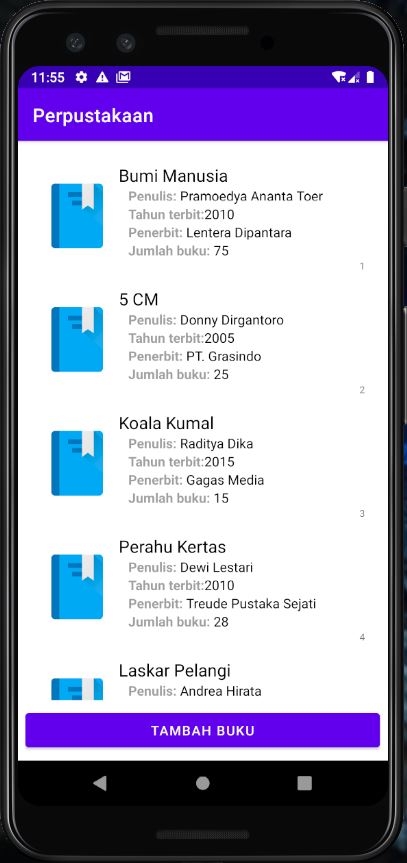 11:55
Perpustakaan
Bumi Manusia
Penulis: Pramoedya Ananta Toer
Tahun terbit:2010
Penerbit: Lentera Dipantara
Jumlah buku: 75
1
5 CM
Penulis: Donny Dirgantoro
Tahun terbit:2005
Penerbit: PT. Grasindo
Jumlah buku: 25
2
Koala Kumal
Penulis: Raditya Dika
Tahun terbit:2015
Penerbit: Gagas Media
Jumlah buku: 15
3
Perahu Kertas
Penulis: Dewi Lestari
Tahun terbit:2010
Penerbit: Treude Pustaka Sejati
Jumlah buku: 28
4
Laskar Pelangi
Penulis: Andrea Hirata
TAMBAH BUKU